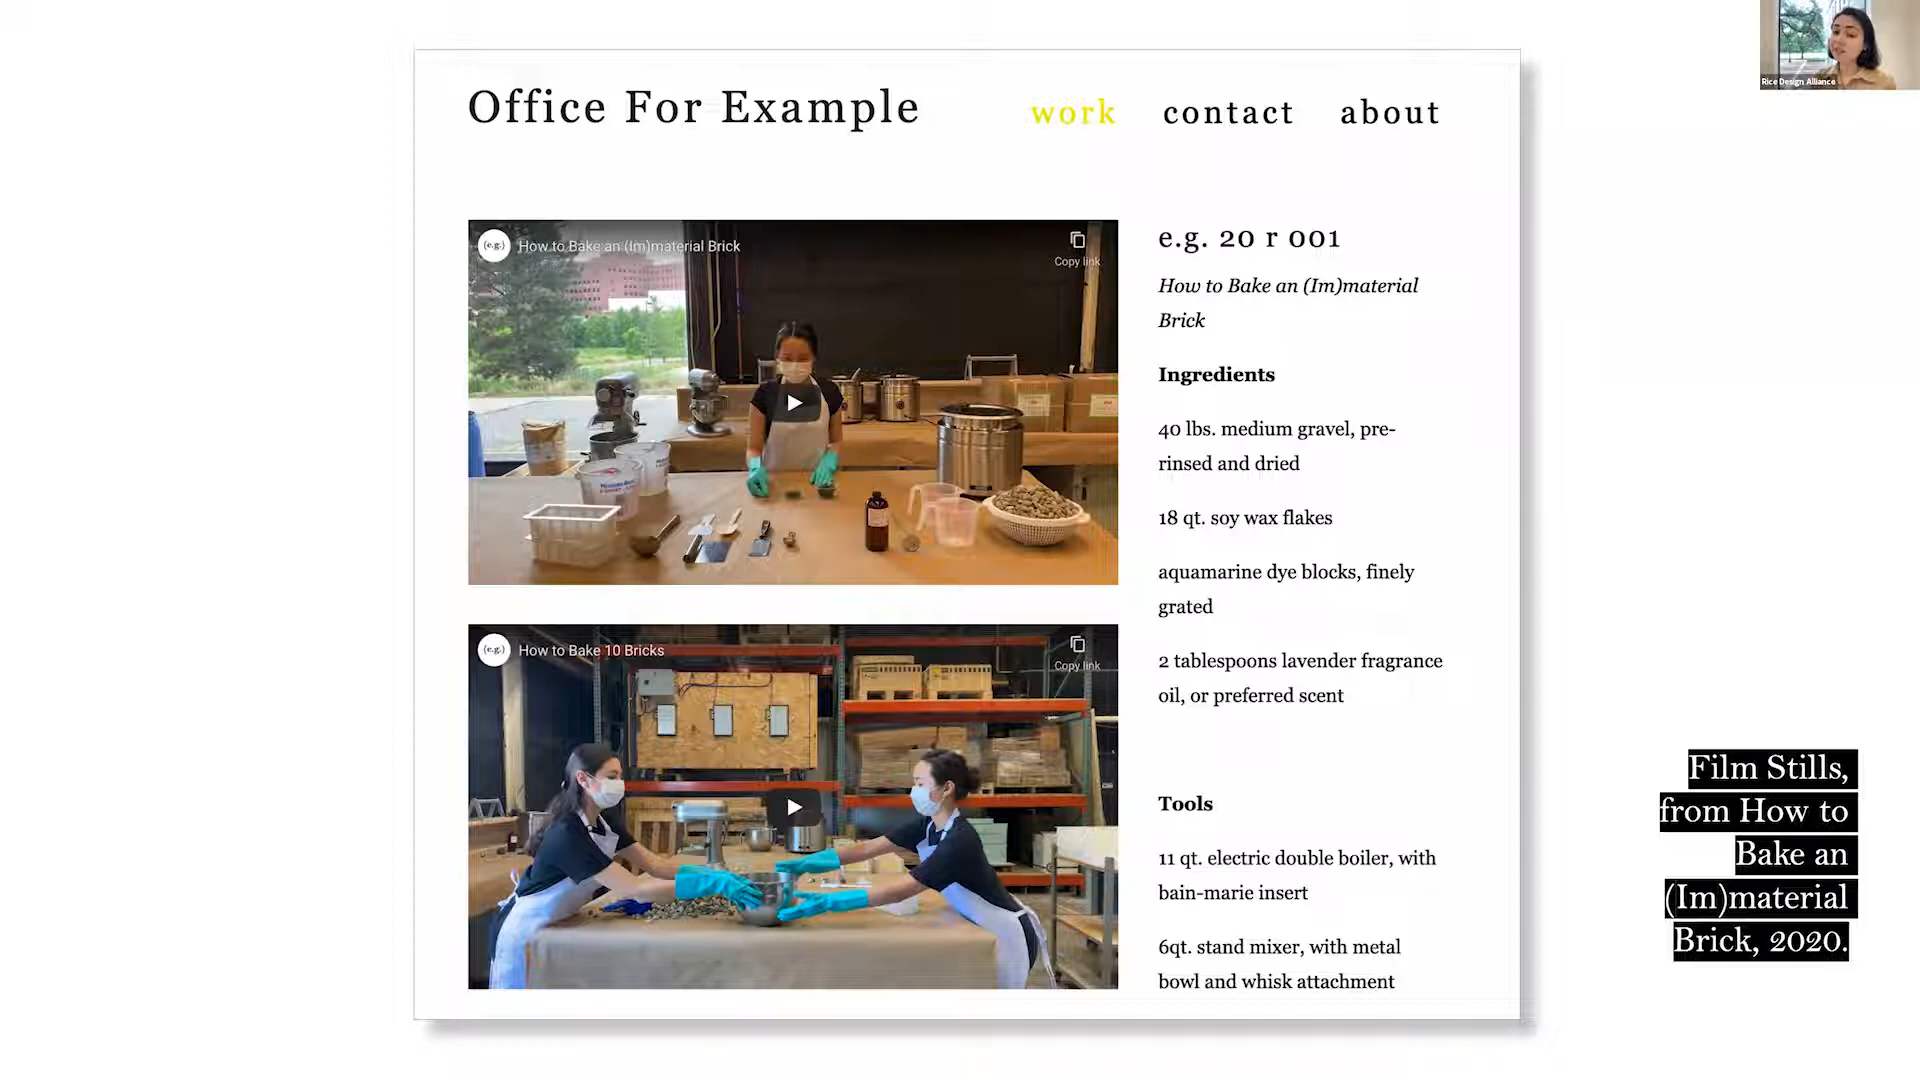 Rice Design Alliance
Office For Example
work contact about
(e.g.) How to Bake an (Im)material Brick
Copy link
e.g. 20 r 001
How to Bake an (Im)material
Brick
Ingredients
40 lbs. medium gravel, pre-
rinsed and dried
18 qt. soy wax flakes
aquamarine dye blocks, finely
grated
2 tablespoons lavender fragrance
oil, or preferred scent
(e.g.) How to Bake 10 Bricks
Copy link
Tools
11 qt. electric double boiler, with
bain-marie insert
6qt. stand mixer, with metal
bowl and whisk attachment
Film Stills,
from How to
Bake an
(Im)material
Brick, 2020.